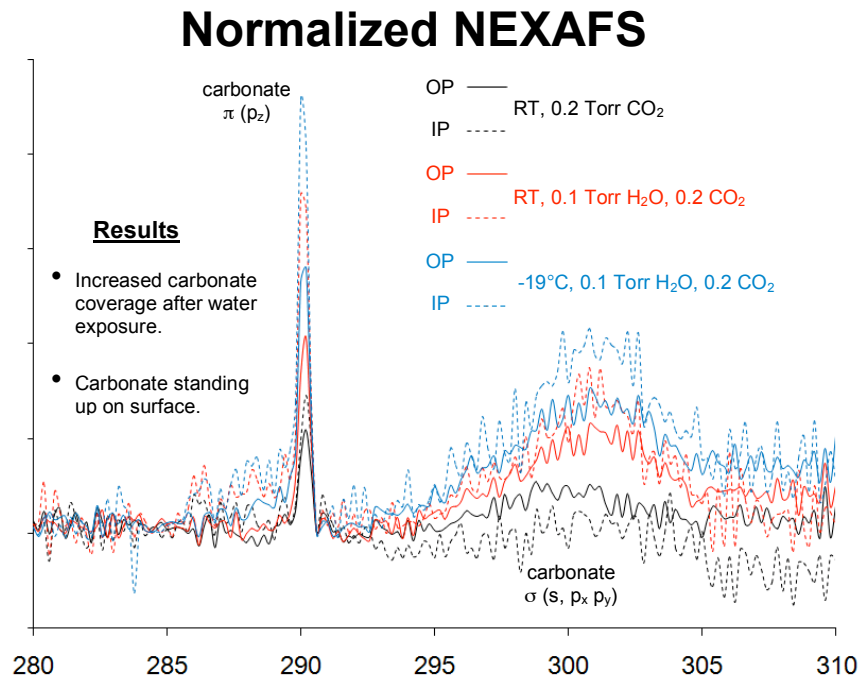 Normalized NEXAFS
carbonate
π (pz)
OP
RT, 0.2 Torr CO2
IP
OP
RT, 0.1 Torr H2O, 0.2 CO2
IP
OP
-19°C, 0.1 Torr H2O, 0.2 CO2
IP
Results
• Increased carbonate
coverage after water
exposure.
• Carbonate standing
up on surface.
carbonate
σ (s, px py)
280 285 290 295 300 305 310